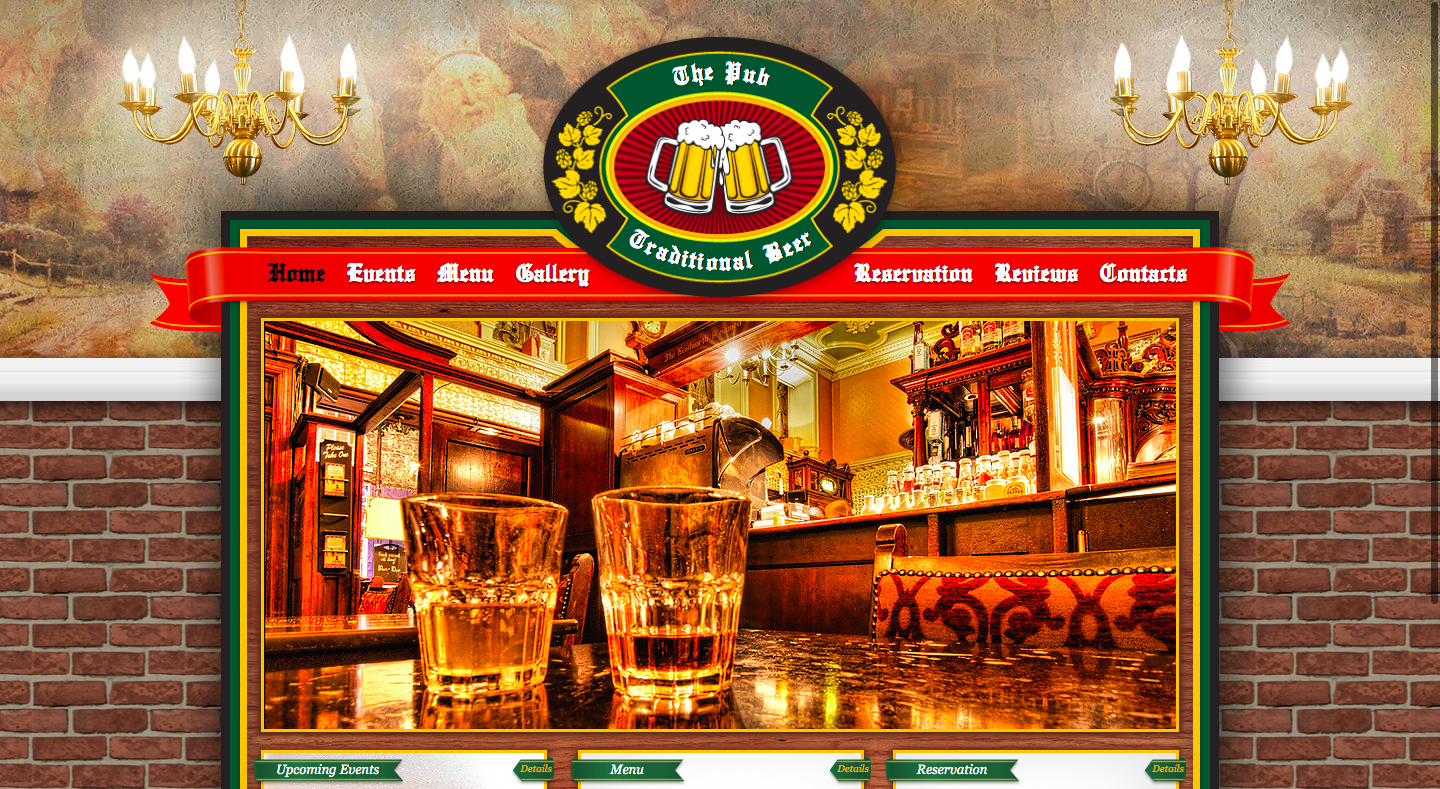 The Pub
Traditional Beer
Home Events Menu Gallery Reservation Reviews Contacts
Please
Take One
Upcoming Events Details
Menu Details
Reservation Details